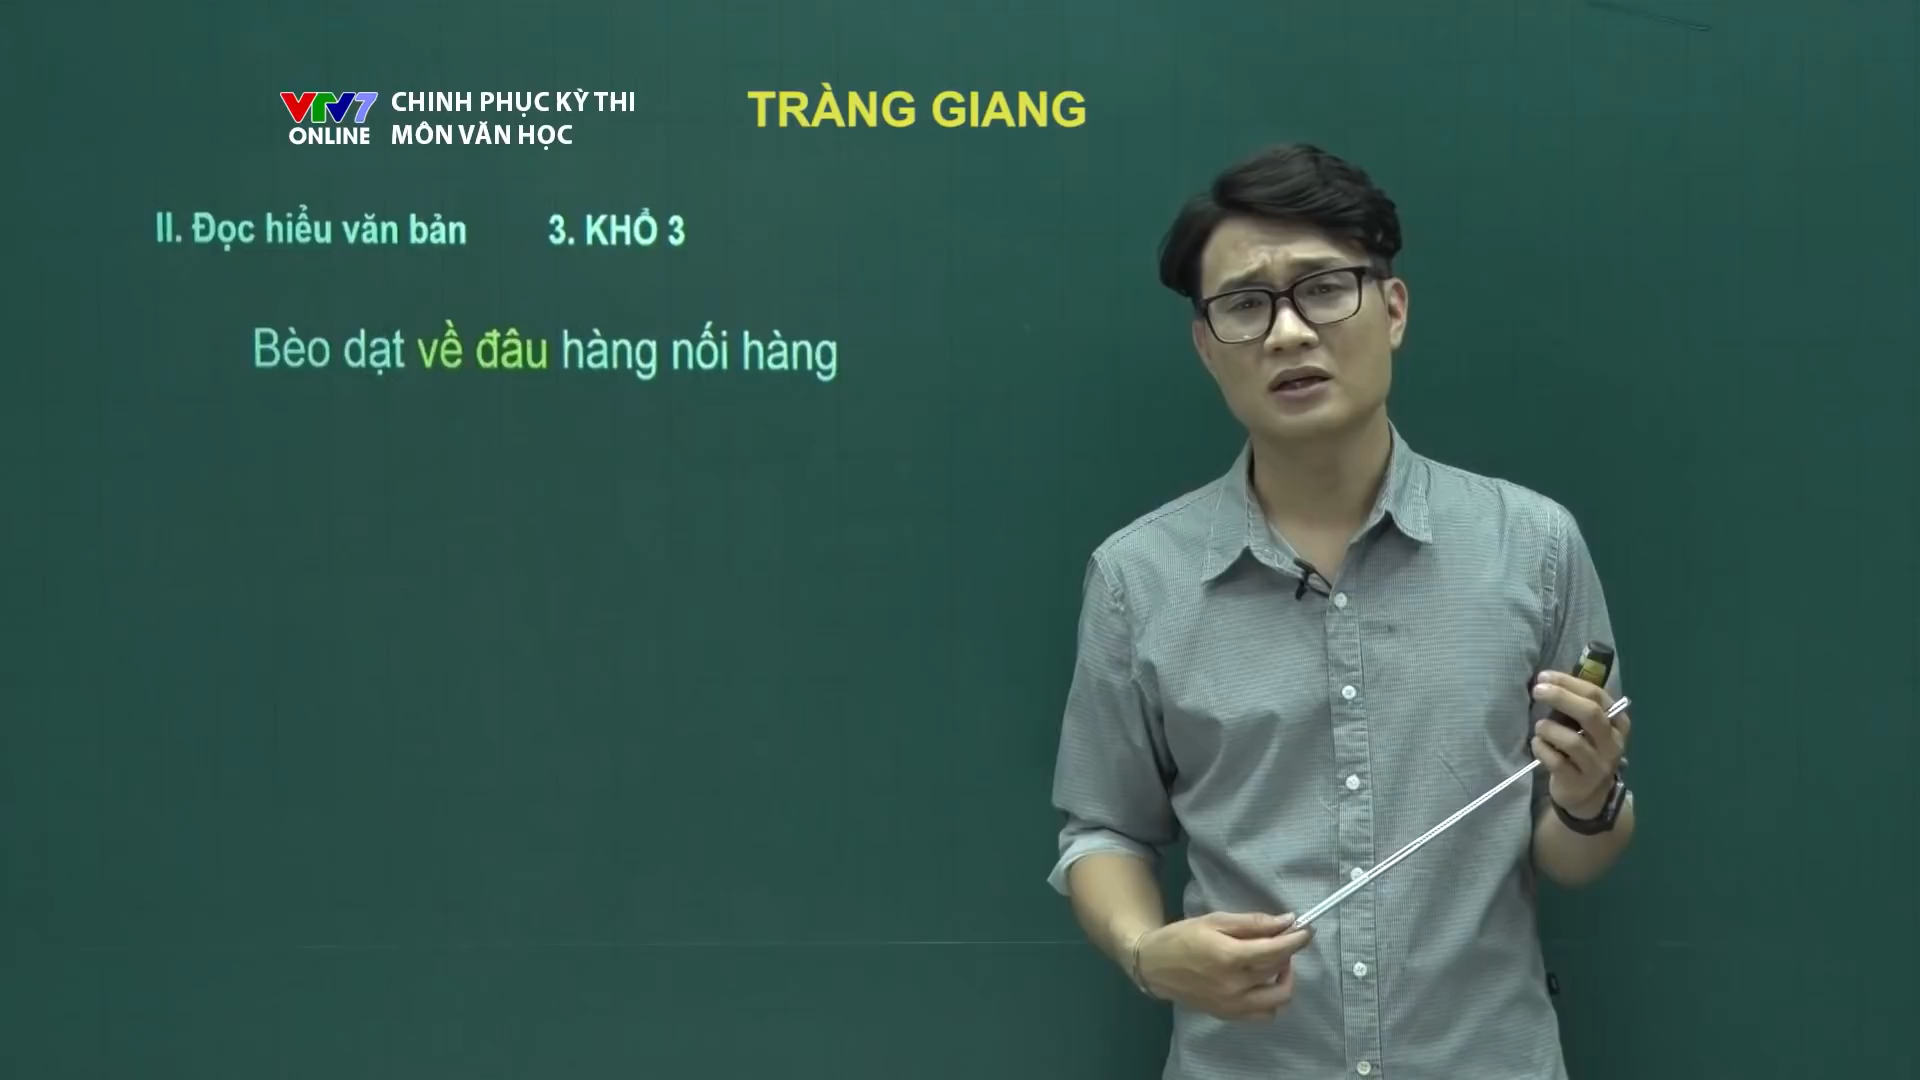 VTV7
ONLINE
CHINH PHỤC KỲ THI
MÔN VĂN HỌC
TRÀNG GIANG
II. Đọc hiểu văn bản
3. KHỔ 3
Bèo dạt về đâu hàng nối hàng